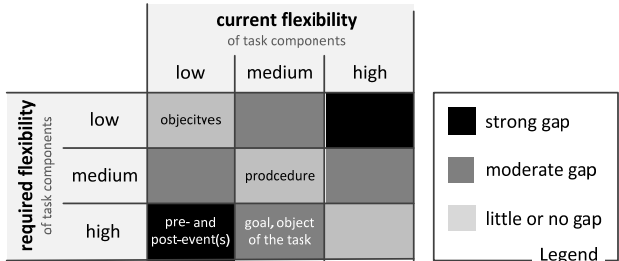 current flexibility
of task components
low medium high
required flexibility
of task components
low objecitves
medium prodcedure
high pre- and
post-event(s) goal, object
of the task
strong gap
moderate gap
little or no gap
Legend